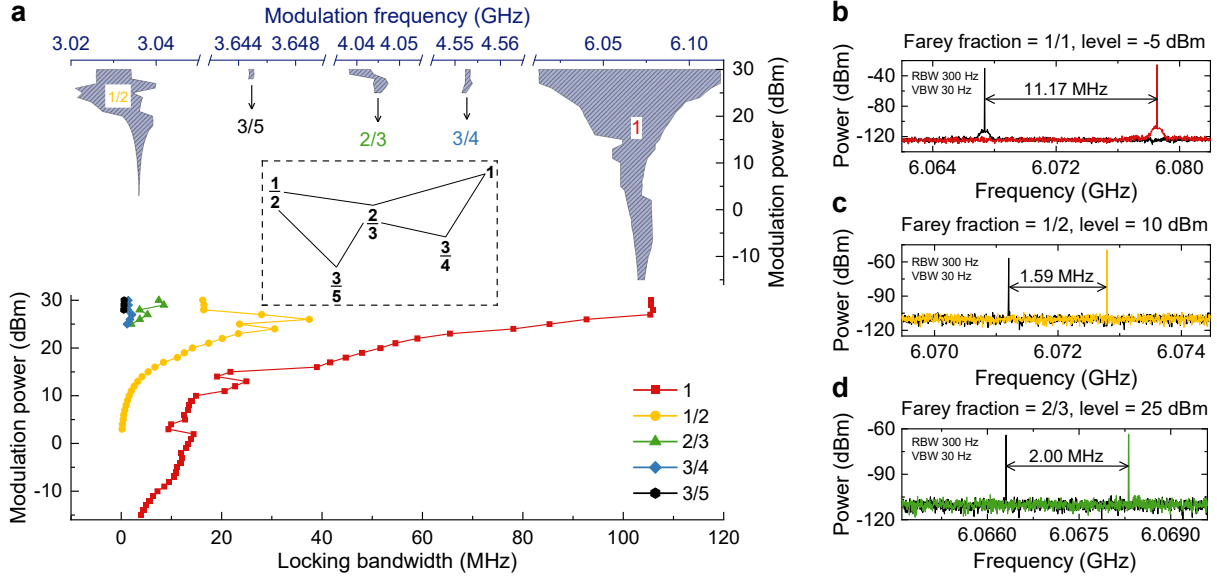 a
Modulation frequency (GHz)
3.02 3.04 3.644 3.648 4.04 4.05 4.55 4.56 6.05 6.10
30
20
10
0
-10
Modulation power (dBm)
1/2
3/5
2/3
3/4
1
1
2
2
3
1
3
5
3
4
30
20
10
0
-10
Modulation power (dBm)
1
1/2
2/3
3/4
3/5
0 20 40 60 80 100 120
Locking bandwidth (MHz)
b
Farey fraction = 1/1, level = -5 dBm
RBW 300 Hz
VBW 30 Hz
11.17 MHz
-40
-80
-120
Power (dBm)
6.064 6.072 6.080
Frequency (GHz)
c
Farey fraction = 1/2, level = 10 dBm
RBW 300 Hz
VBW 30 Hz
1.59 MHz
-60
-90
-120
Power (dBm)
6.070 6.072 6.074
Frequency (GHz)
d
Farey fraction = 2/3, level = 25 dBm
RBW 300 Hz
VBW 30 Hz
2.00 MHz
-60
-90
-120
Power (dBm)
6.0660 6.0675 6.0690
Frequency (GHz)